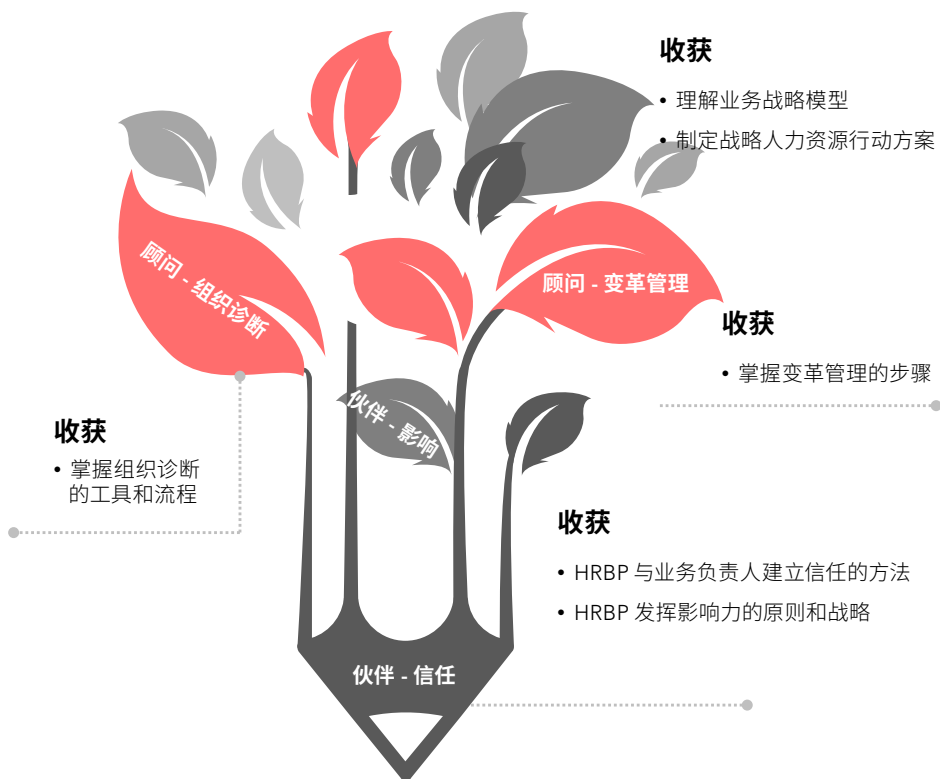 收获
• 理解业务战略模型
• 制定战略人力资源行动方案
顾问 - 组织诊断
顾问 - 变革管理
收获
• 掌握变革管理的步骤
伙伴 - 影响
收获
• 掌握组织诊断
的工具和流程
收获
• HRBP 与业务负责人建立信任的方法
• HRBP 发挥影响力的原则和战略
伙伴 - 信任